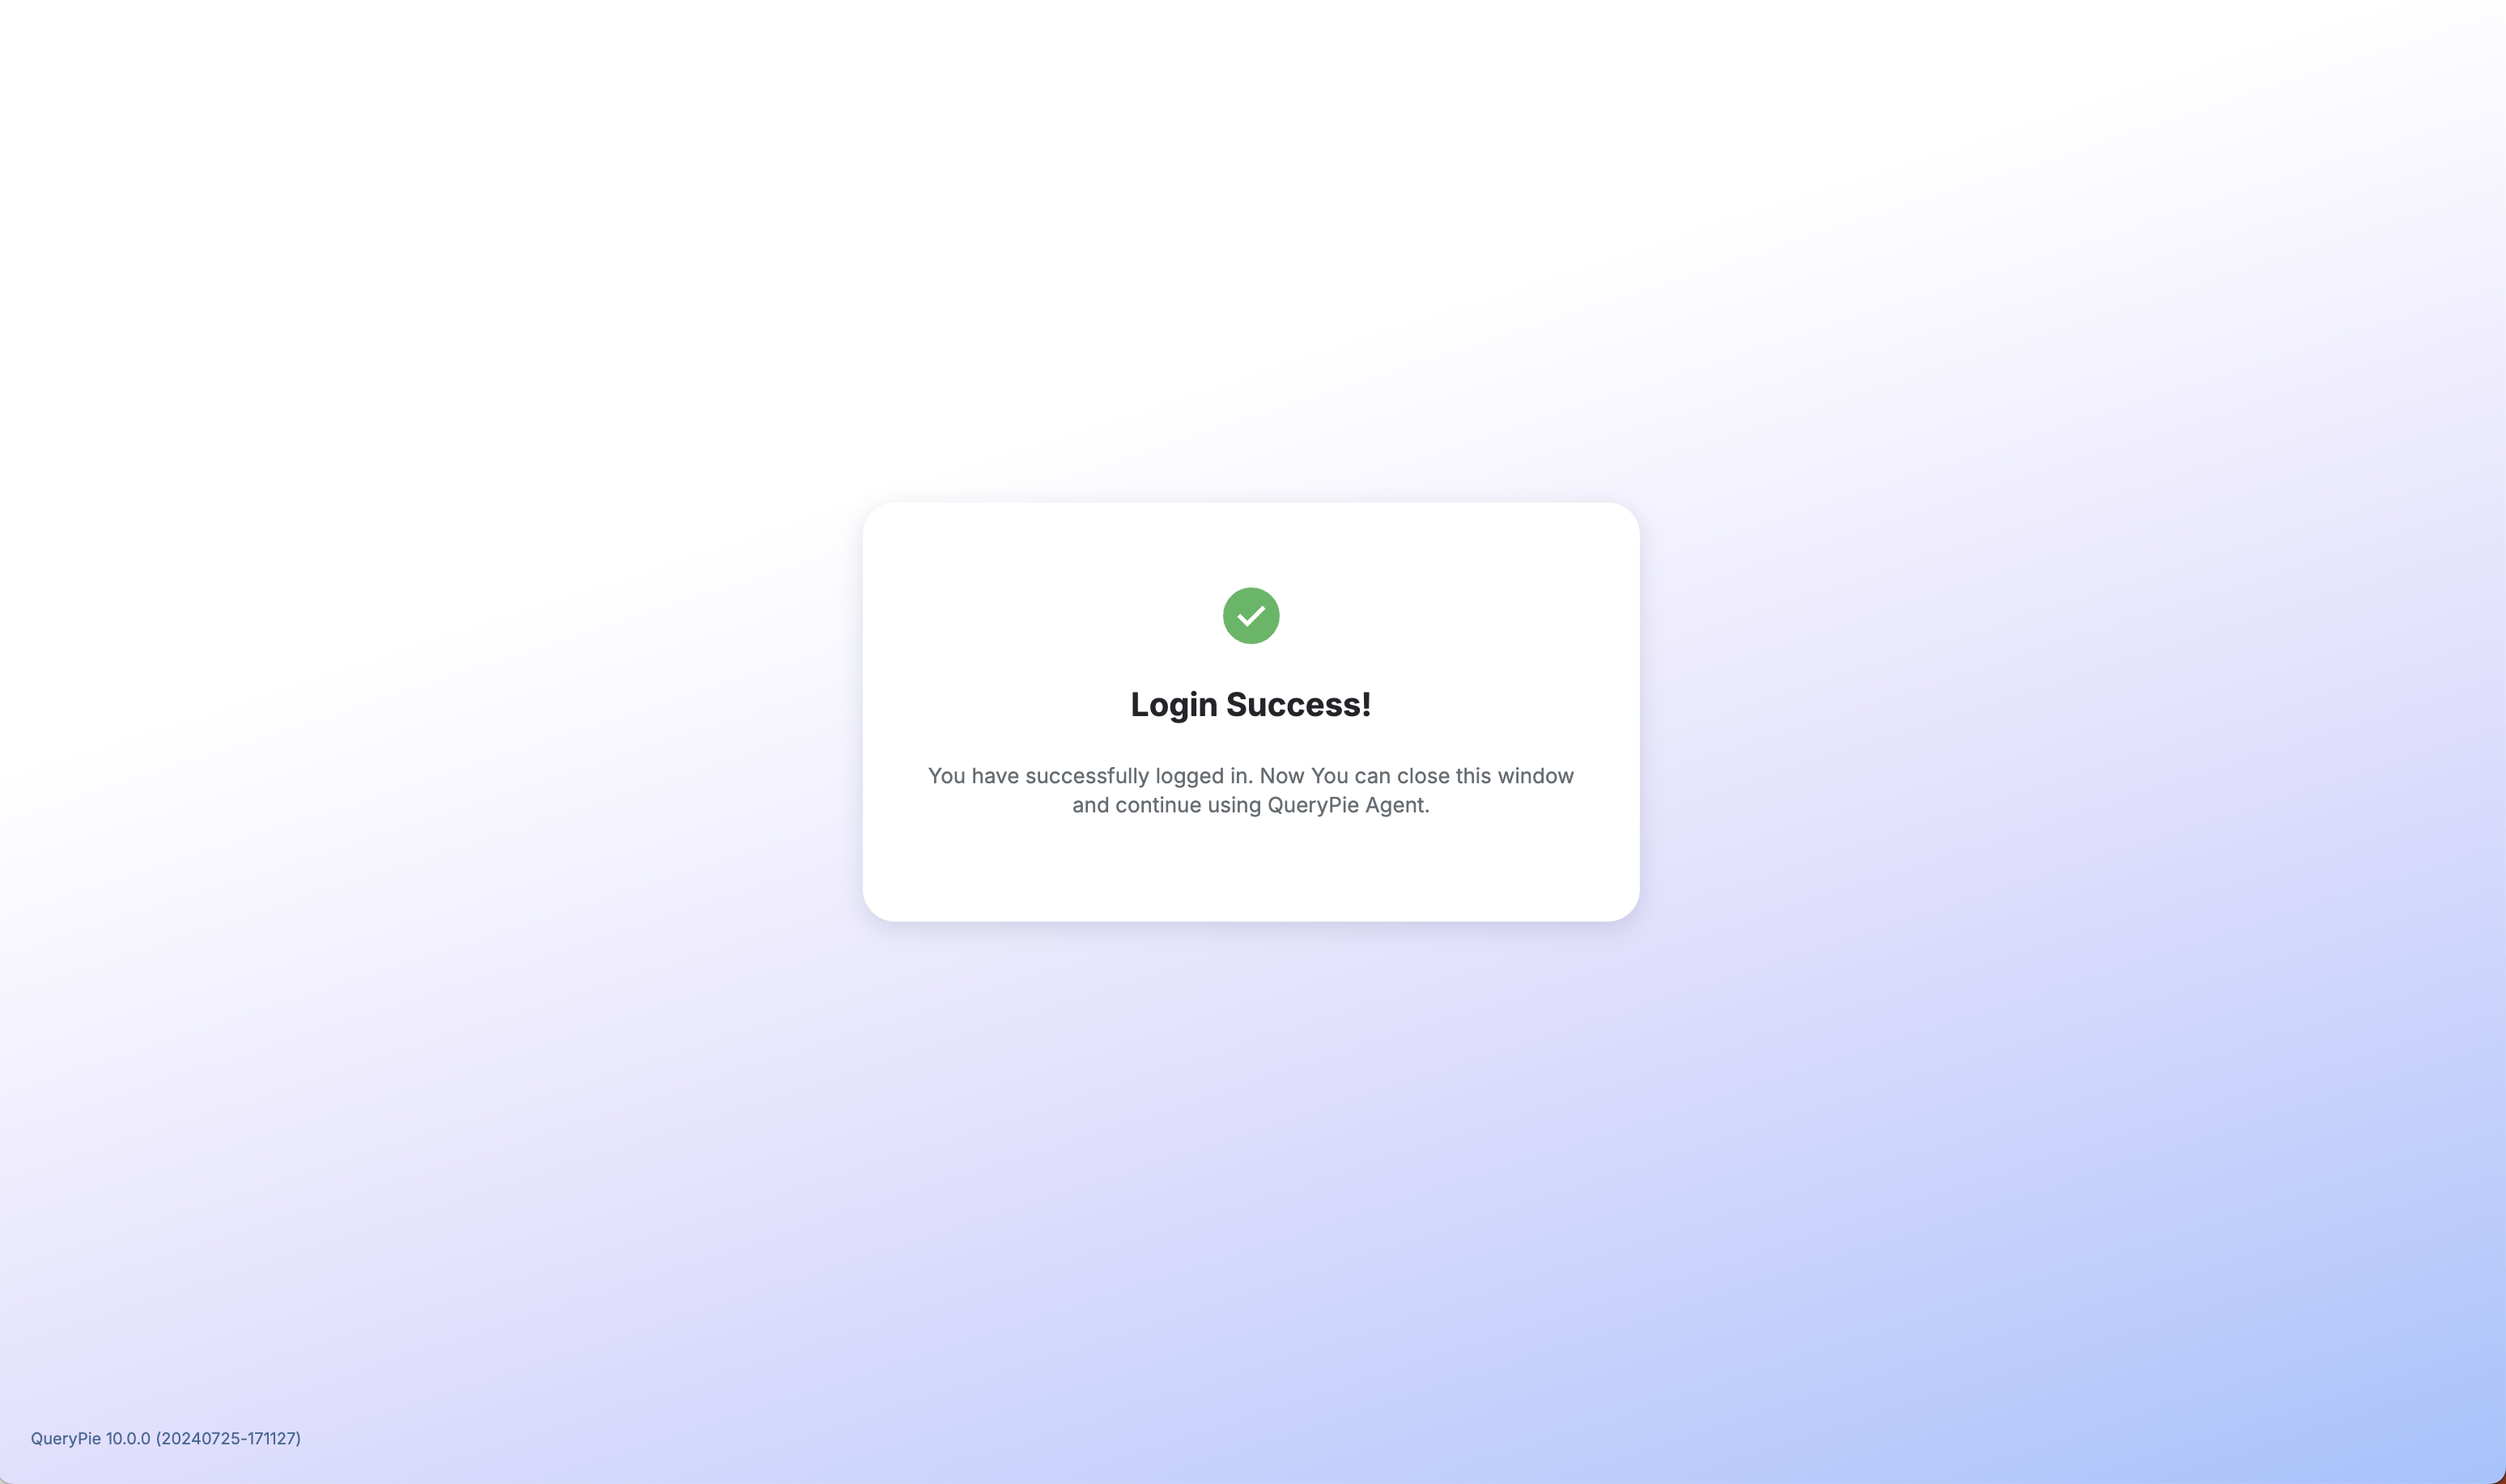 Login Success!
You have successfully logged in. Now You can close this window
and continue using QueryPie Agent.
QueryPie 10.0.0 (20240725-171127)